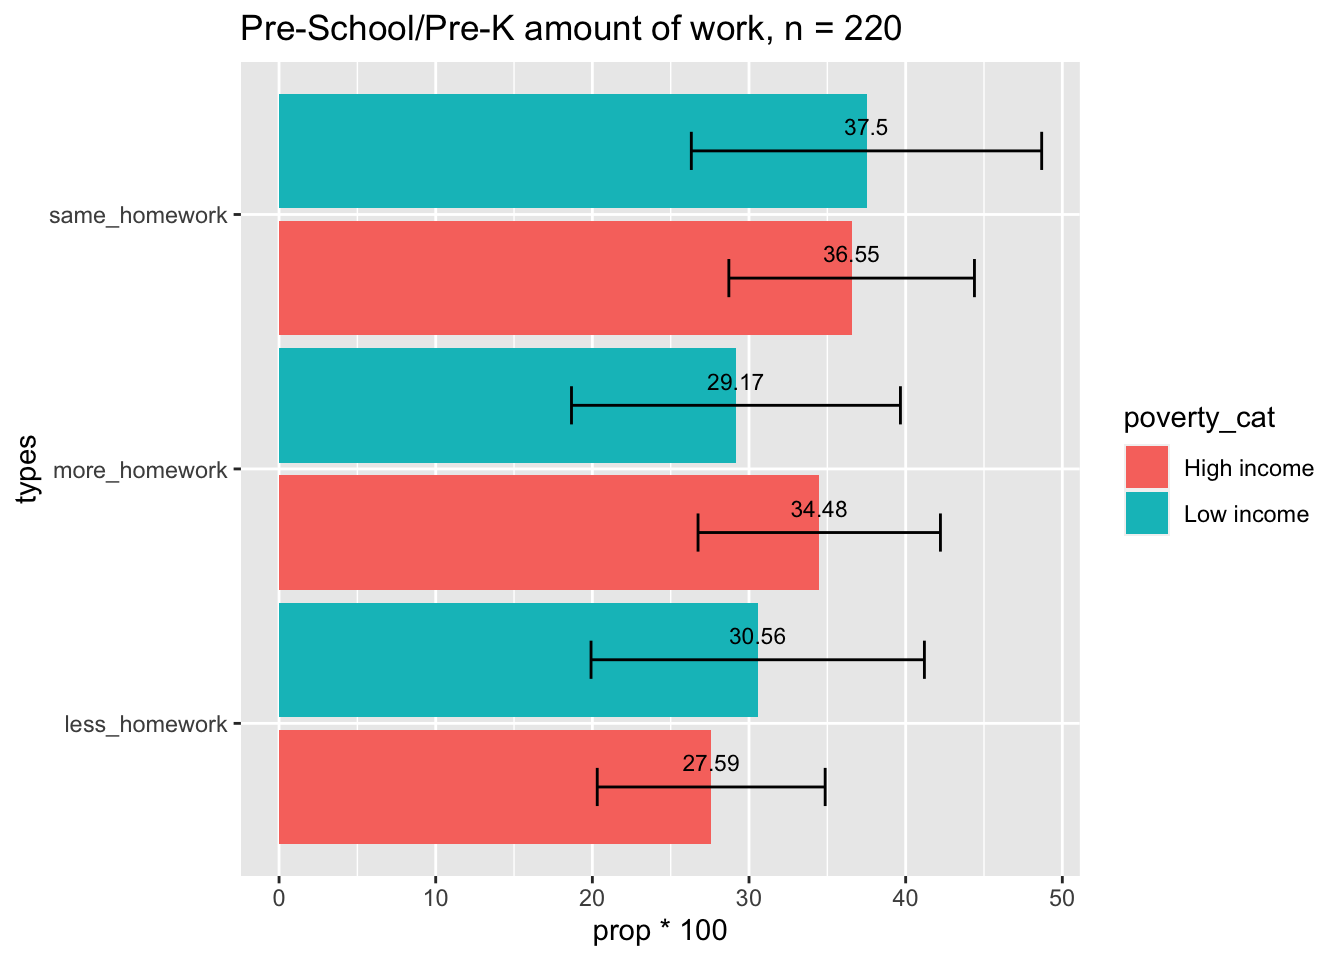 Pre-School/Pre-K amount of work, n = 220
37.5
same_homework
36.55
29.17
more_homework
34.48
30.56
less_homework
27.59
types
0 10 20 30 40 50
prop * 100
poverty_cat
High income
Low income